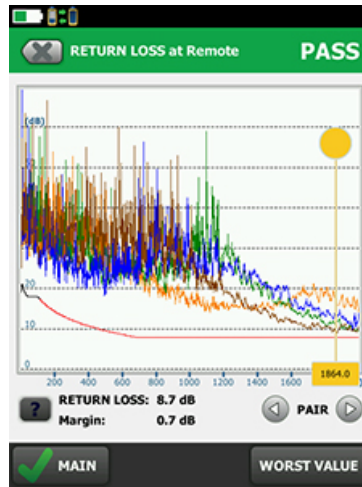 RETURN LOSS at Remote PASS
(dB)
20
10
0
200 400 600 800 1000 1200 1400 1600 1864.0
? RETURN LOSS: 8.7 dB PAIR
Margin: 0.7 dB
MAIN WORST VALUE